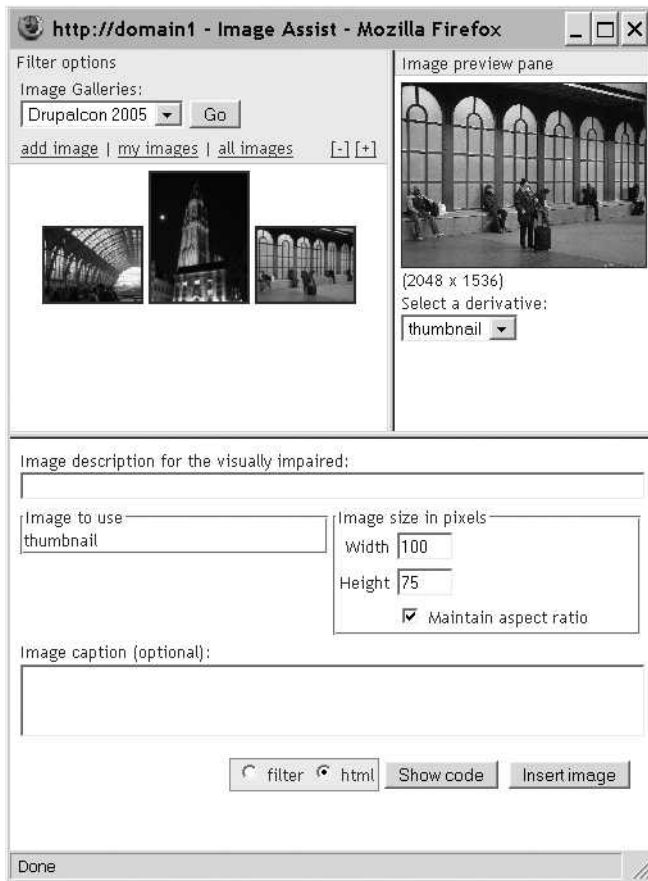 http://domain1 - Image Assist - Mozilla Firefox
Filter options
Image Galleries:
Drupalcon 2005
Go
add image | my images | all images [-] [+]
Image preview pane
(2048 x 1536)
Select a derivative:
thumbnail
Image description for the visually impaired:
Image to use
thumbnail
Image size in pixels
Width 100
Height 75
Maintain aspect ratio
Image caption (optional):
filter html Show code Insert image
Done